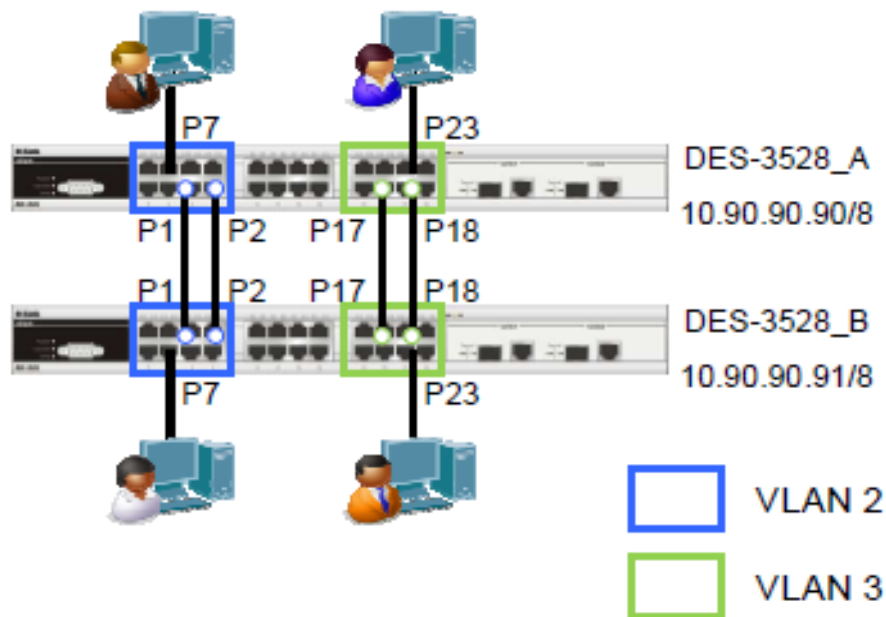 P7 P23
DES-3528_A
P1 P2 P17 P18
10.90.90.90/8
P1 P2 P17 P18
DES-3528_B
P7 P23
10.90.90.91/8
VLAN 2
VLAN 3